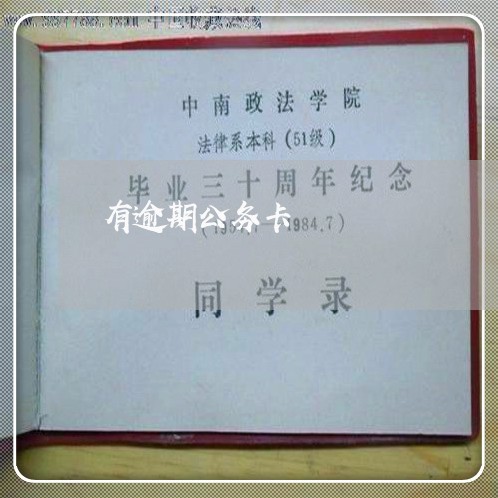 中南政法学院
法律系本科(51级)
毕业三十周年纪念
有逾期公务卡
1984.7)
同学录